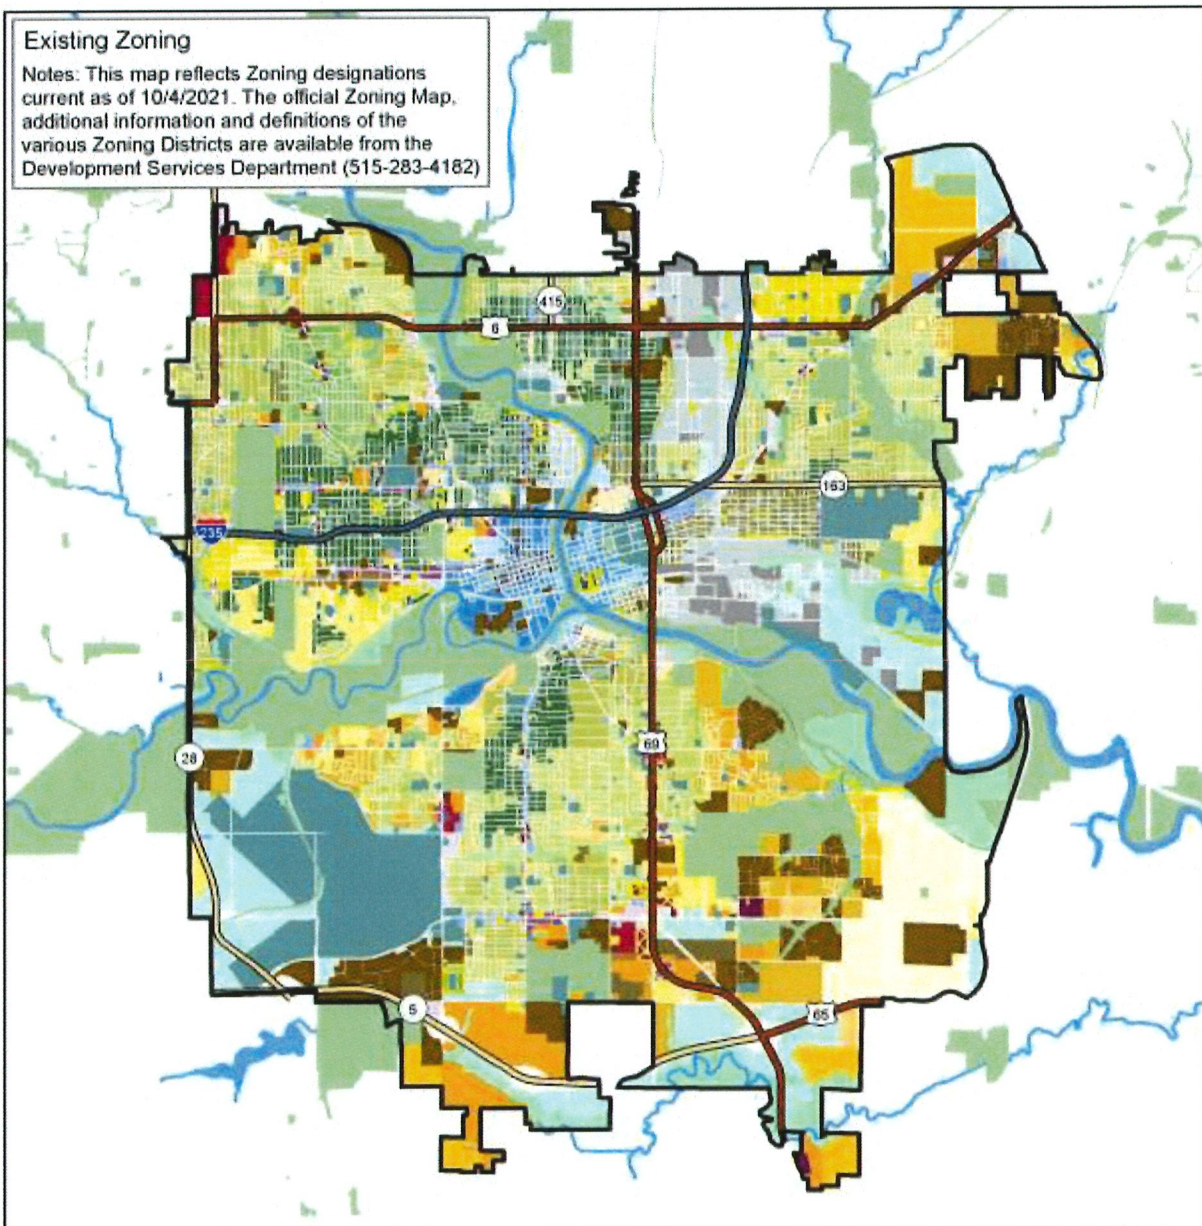 Existing Zoning
Notes: This map reflects Zoning designations
current as of 10/4/2021. The official Zoning Map,
additional information and definitions of the
various Zoning Districts are available from the
Development Services Department (515-283-4182)
415
6
163
235
69
28
5
65